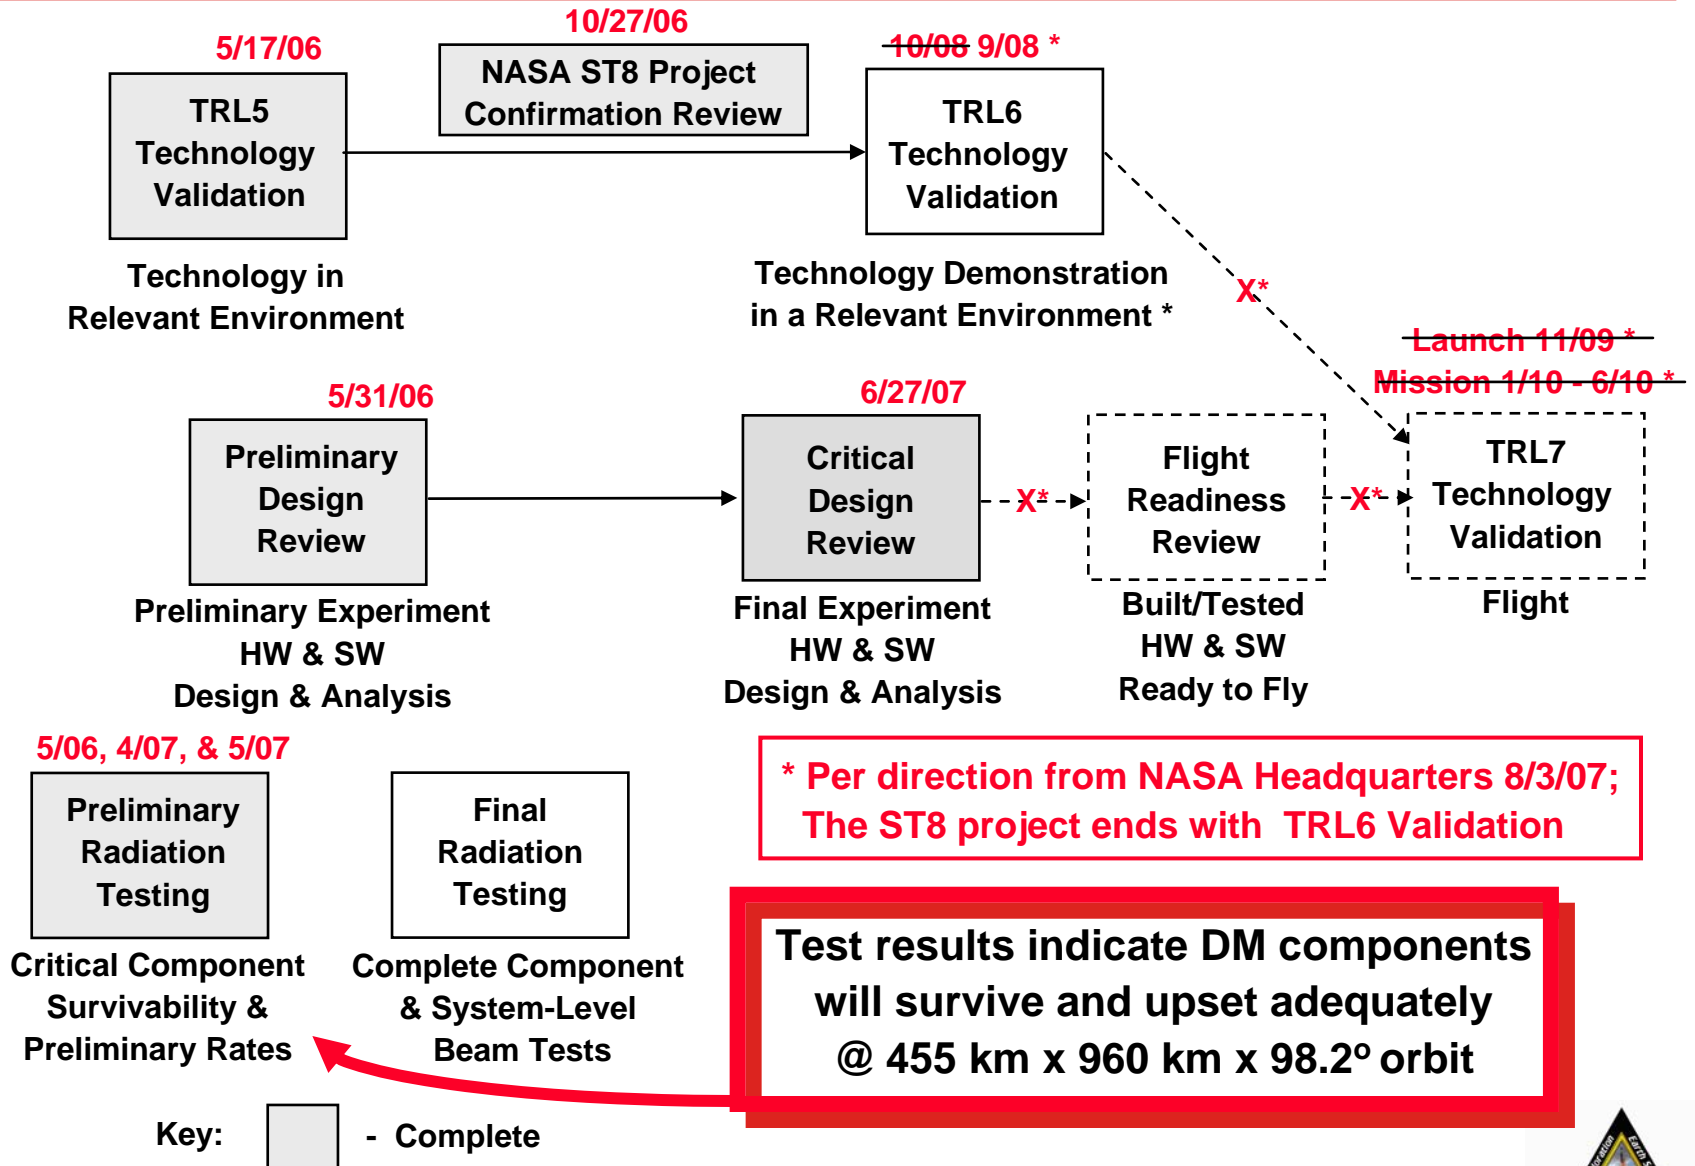 10/27/06
5/17/06
10/08 9/08 *
NASA ST8 Project
Confirmation Review
TRL5
Technology
Validation
TRL6
Technology
Validation
Technology in
Relevant Environment
Technology Demonstration
in a Relevant Environment *
X*
Launch 11/09 *
Mission 1/10 - 6/10 *
5/31/06
6/27/07
Preliminary
Design
Review
Critical
Design
Review
X*
Flight
Readiness
Review
X*
TRL7
Technology
Validation
Preliminary Experiment
HW & SW
Design & Analysis
Final Experiment
HW & SW
Design & Analysis
Built/Tested
HW & SW
Ready to Fly
Flight
5/06, 4/07, & 5/07
Preliminary
Radiation
Testing
Final
Radiation
Testing
* Per direction from NASA Headquarters 8/3/07;
The ST8 project ends with TRL6 Validation
Critical Component
Survivability &
Preliminary Rates
Complete Component
& System-Level
Beam Tests
Test results indicate DM components
will survive and upset adequately
@ 455 km x 960 km x 98.2º orbit
Key:
- Complete
Earth